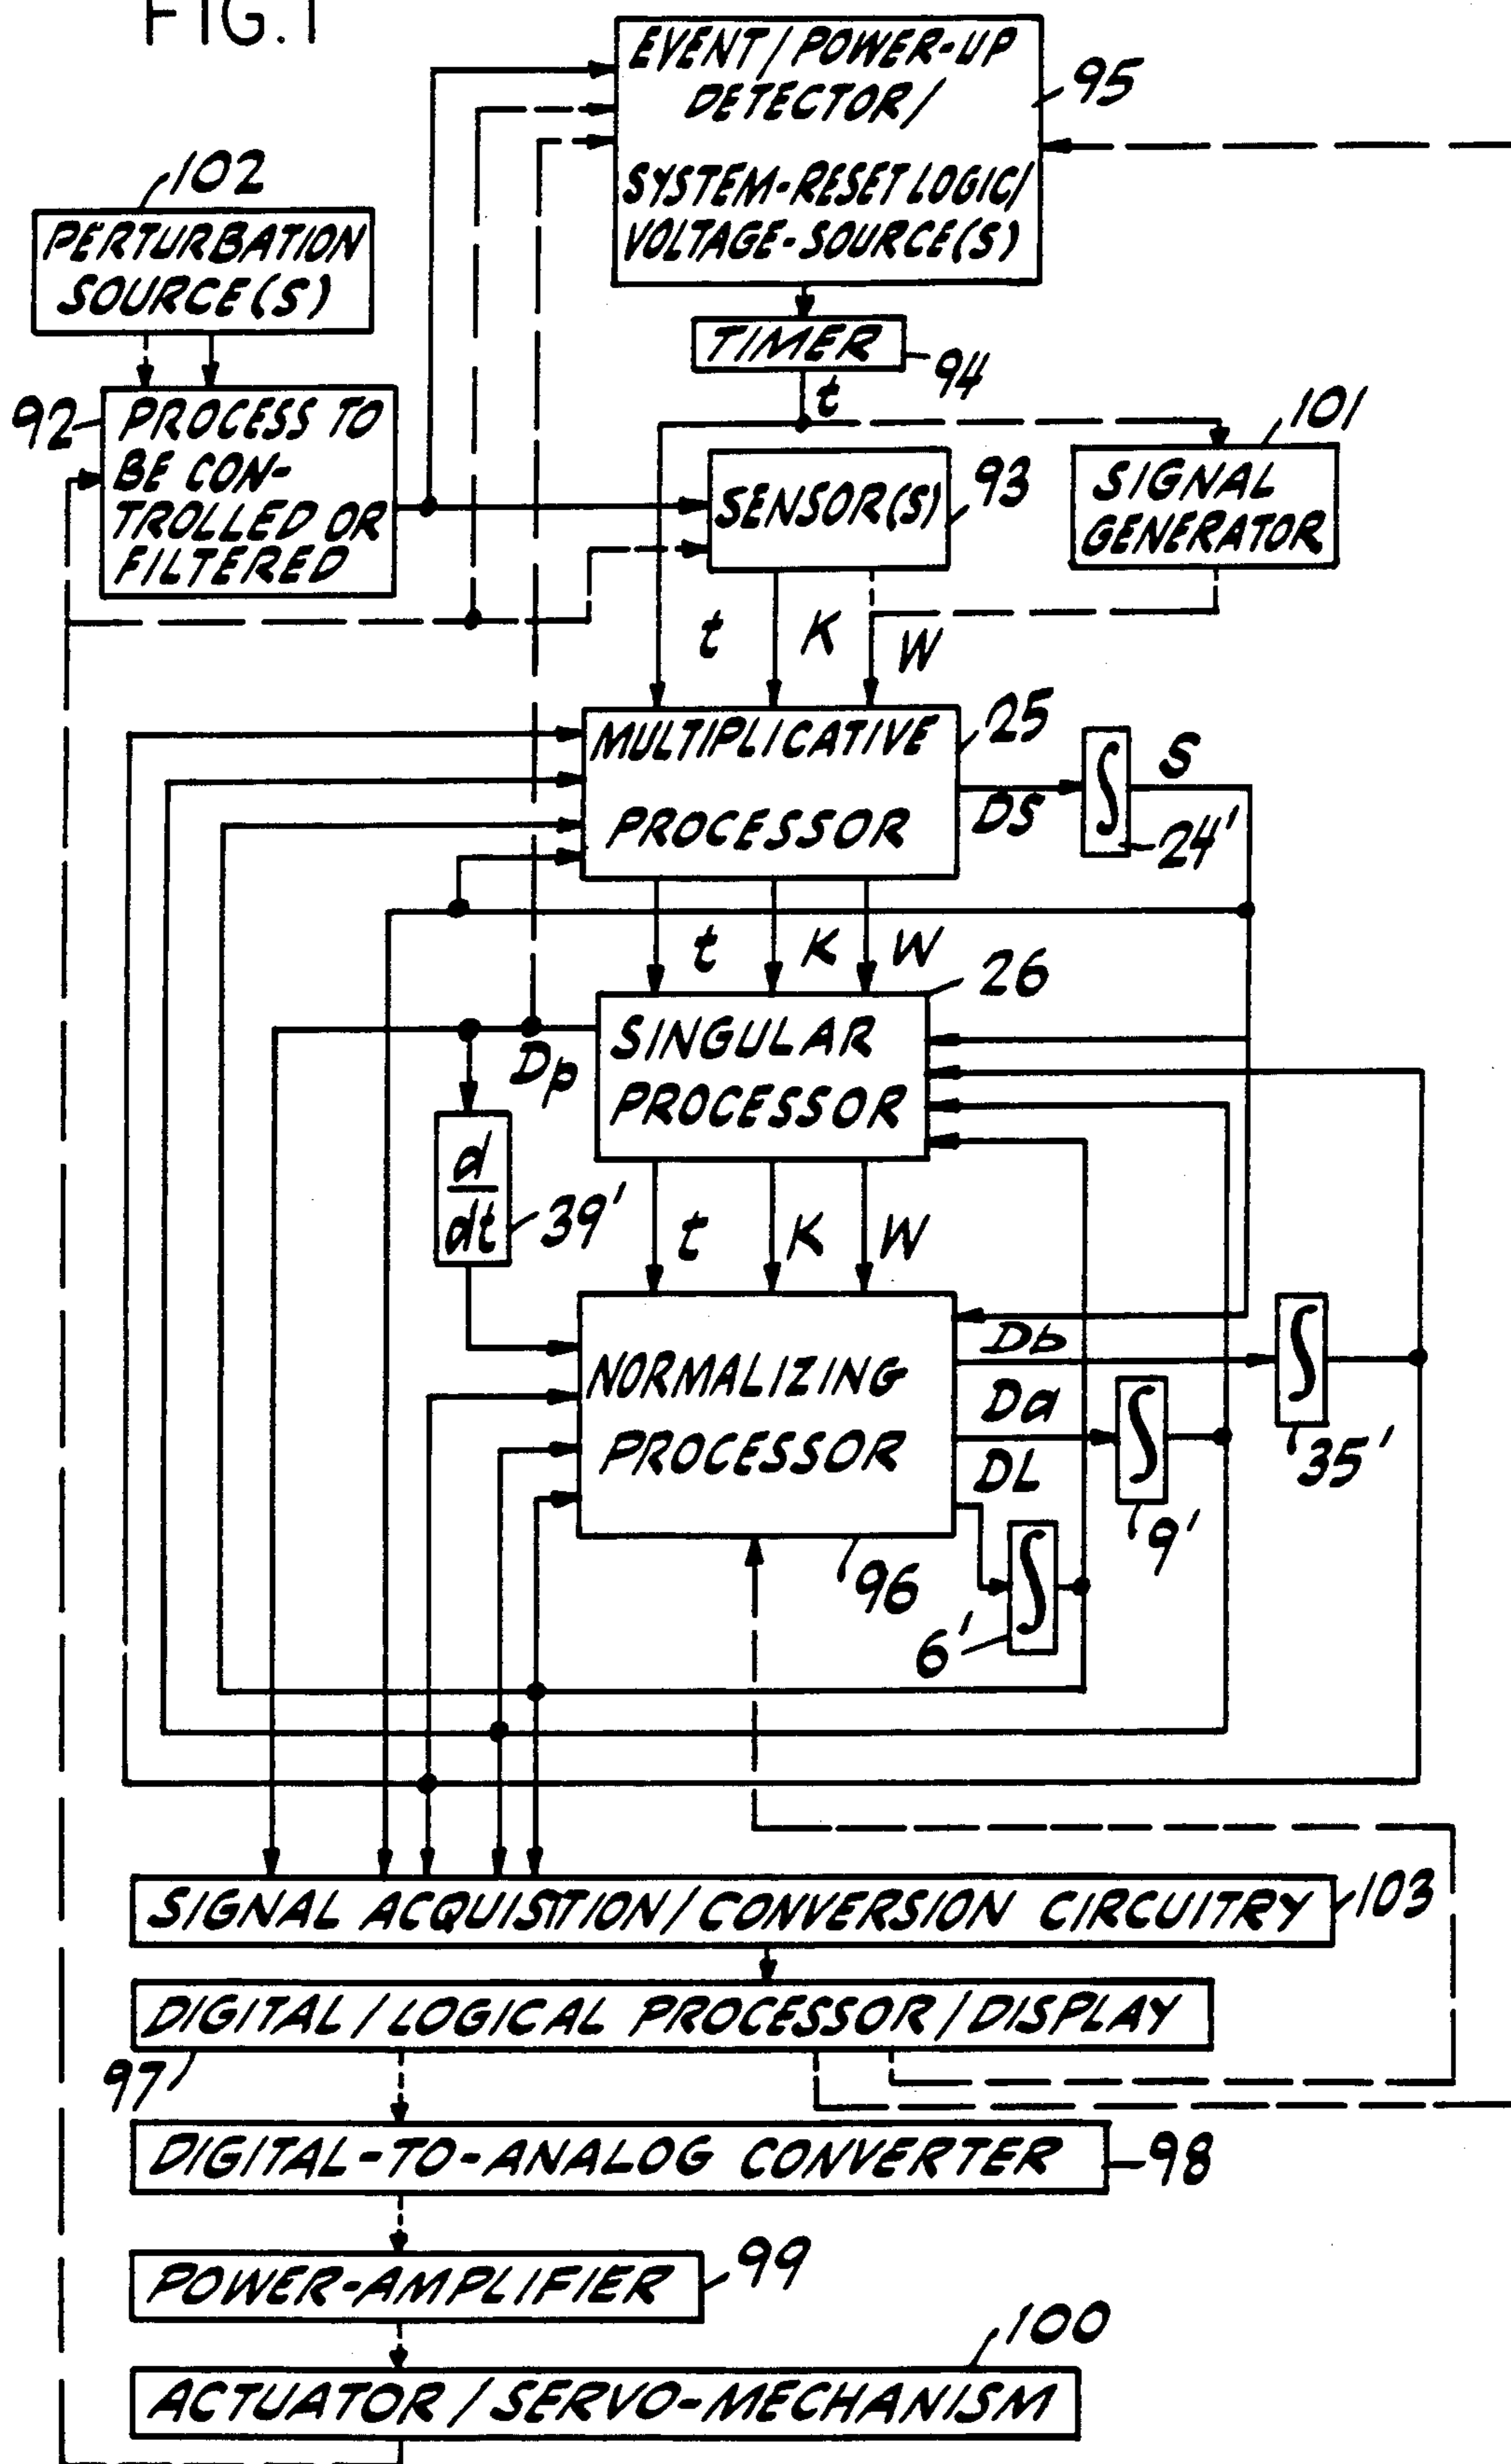 FIG.1
EVENT/POWER-UP
DETECTOR/
SYSTEM-RESET LOGIC/
VOLTAGE-SOURCE(S)
95
102
PERTURBATION
SOURCE(S)
TIMER
94
t
92
PROCESS TO
BE CON-
TROLLED OR
FILTERED
SENSOR(S)
93
101
SIGNAL
GENERATOR
t K W
MULTIPLICATIVE
PROCESSOR
25
DS
∫
S
24'
t K W
26
SINGULAR
PROCESSOR
Dp
d
dt
39'
t K W
NORMALIZING
PROCESSOR
96
Db
∫
35'
Da
∫
9'
DL
∫
6'
SIGNAL ACQUISTION/CONVERSION CIRCUITRY
103
DIGITAL/LOGICAL PROCESSOR/DISPLAY
97
DIGITAL-TO-ANALOG CONVERTER
98
POWER-AMPLIFIER
99
100
ACTUATOR/SERVO-MECHANISM